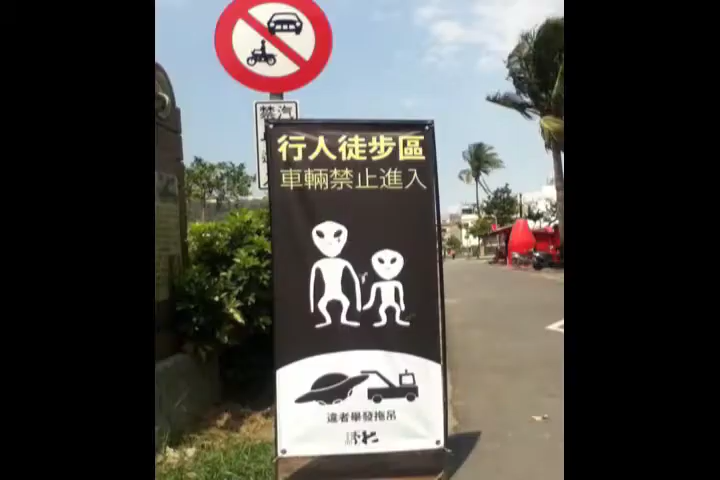 禁汽
行人徒步區
車輛禁止進入
違者舉發拖吊